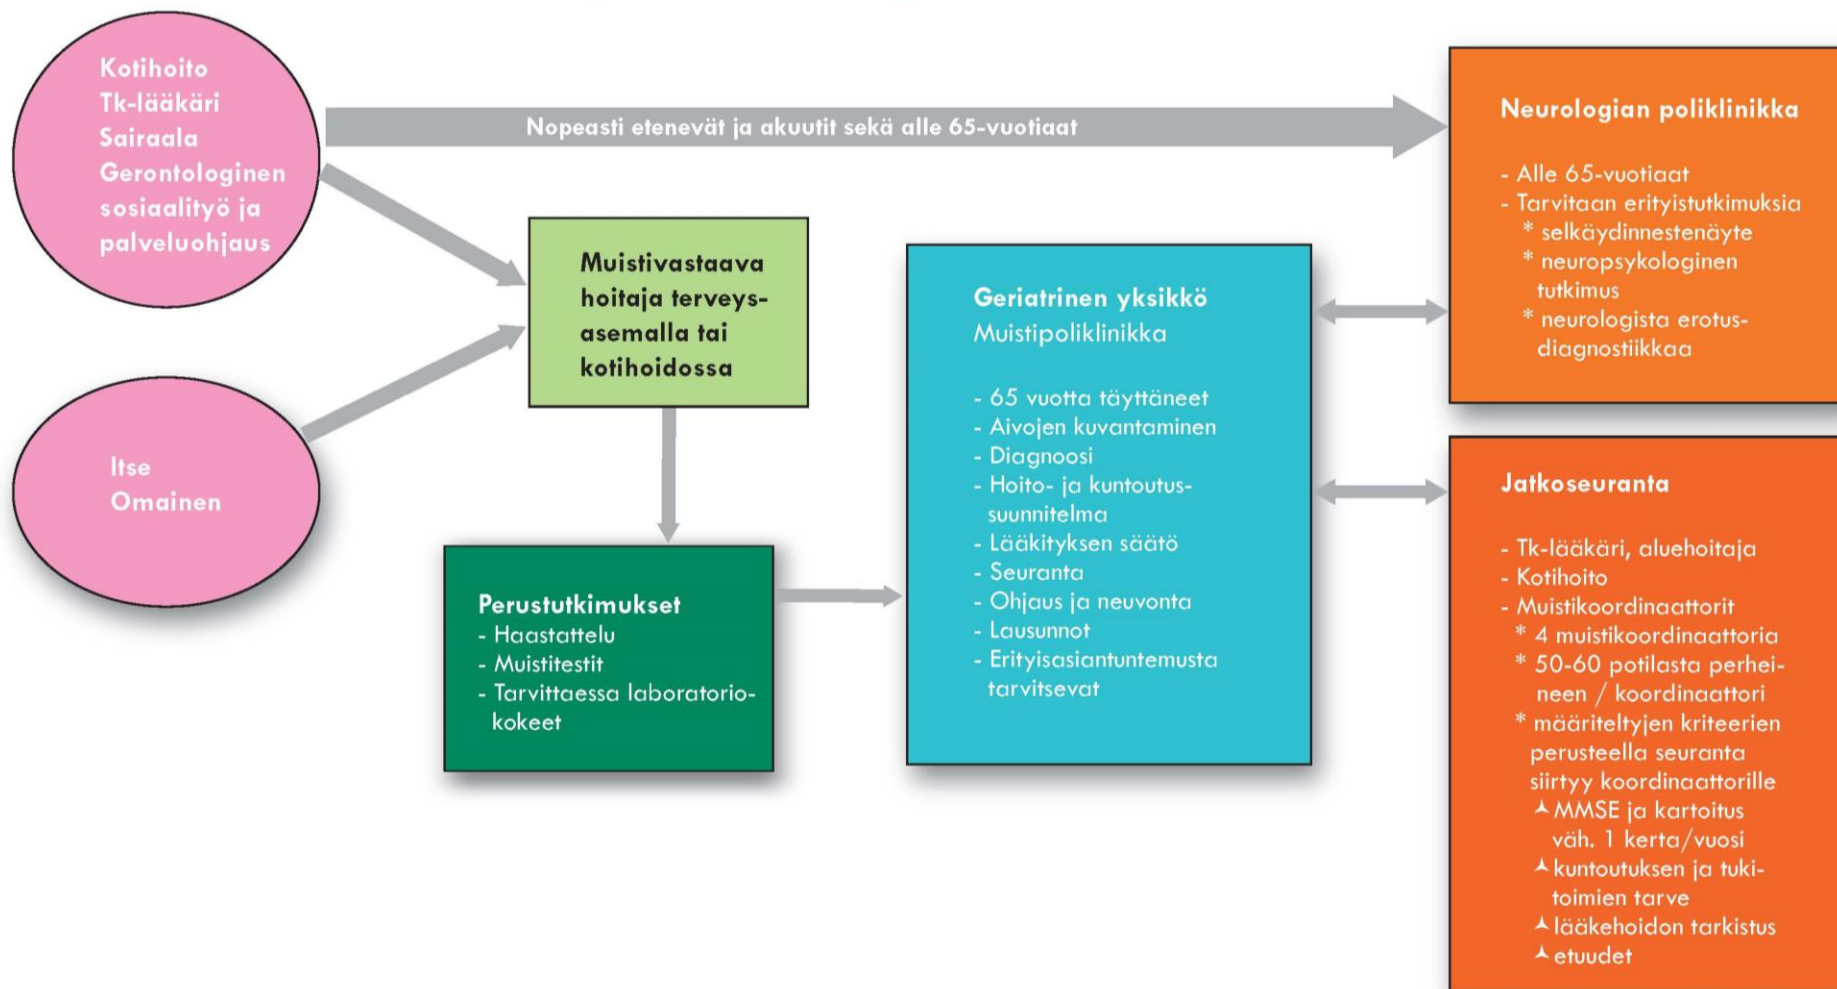 Kotihoito
Tk-lääkäri
Sairaala
Gerontologinen
sosiaalityö ja
palveluohjaus
Nopeasti etenevät ja akuutit sekä alle 65-vuotiaat
Itse
Omainen
Muistivastaava
hoitaja terveys-
asemalla tai
kotihoidossa
Perustutkimukset
- Haastattelu
- Muistitestit
- Tarvittaessa laboratorio-
kokeet
Geriatrinen yksikkö
Muistipoliklinikka
- 65 vuotta täyttäneet
- Aivojen kuvantaminen
- Diagnoosi
- Hoito- ja kuntoutus-
suunnitelma
- Lääkityksen säätö
- Seuranta
- Ohjaus ja neuvonta
- Lausunnot
- Erityisasiantuntemusta
tarvitsevat
Neurologian poliklinikka
- Alle 65-vuotiaat
- Tarvitaan erityistutkimuksia
* selkäydinnestenäyte
* neuropsykologinen
tutkimus
* neurologista erotus-
diagnostiikkaa
Jatkoseuranta
- Tk-lääkäri, aluehoitaja
- Kotihoito
- Muistikoordinaattorit
* 4 muistikoordinaattoria
* 50-60 potilasta perhei-
neen / koordinaattori
* määriteltyjen kriteerien
perusteella seuranta
siirtyy koordinaattorille
MMSE ja kartoitus
väh. 1 kerta/vuosi
kuntoutuksen ja tuki-
toimien tarve
lääkehoidon tarkistus
etuudet